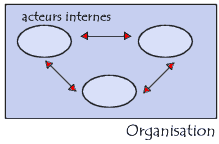 acteurs internes
Organisation